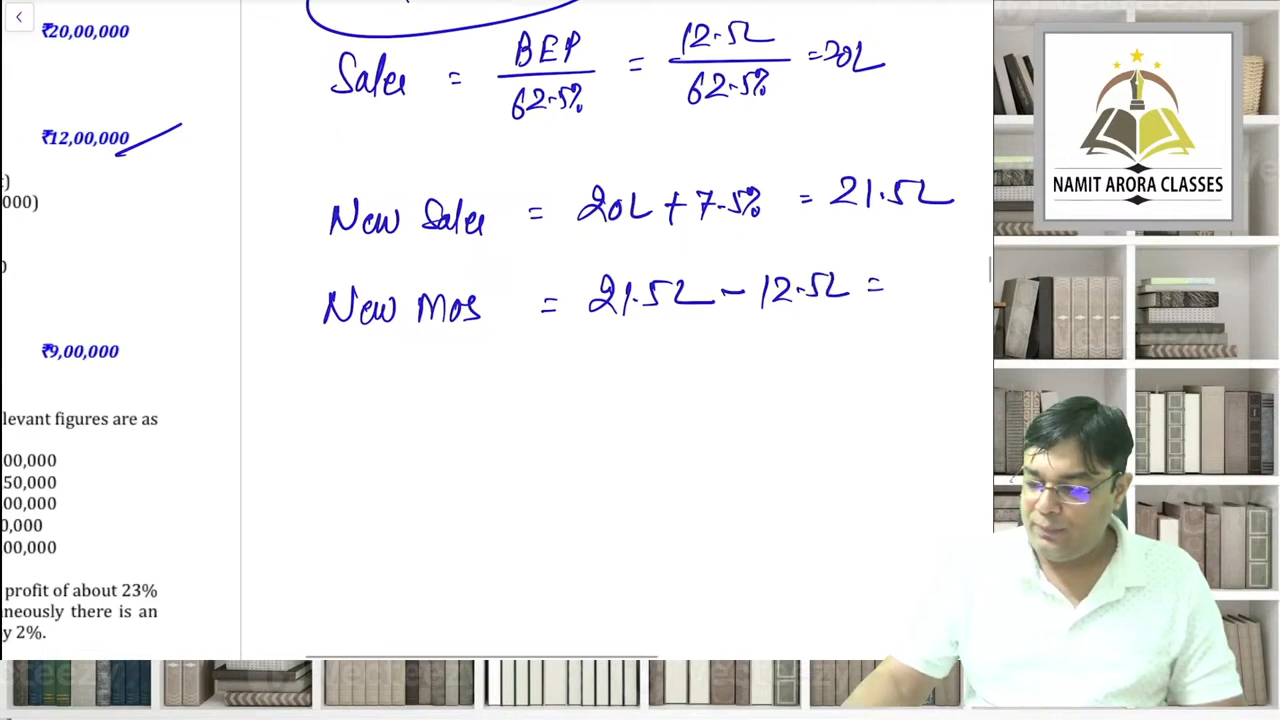 ₹20,00,000
Sales = BEP / 62.5% = 12.5L / 62.5% = 20L
₹12,00,000
)
000)
New Sales = 20L + 7.5% = 21.5L
New MOS = 21.5L - 12.5L =
₹9,00,000
levant figures are as
00,000
50,000
00,000
0,000
00,000
profit of about 23%
neously there is an
y 2%.
NAMIT ARORA CLASSES